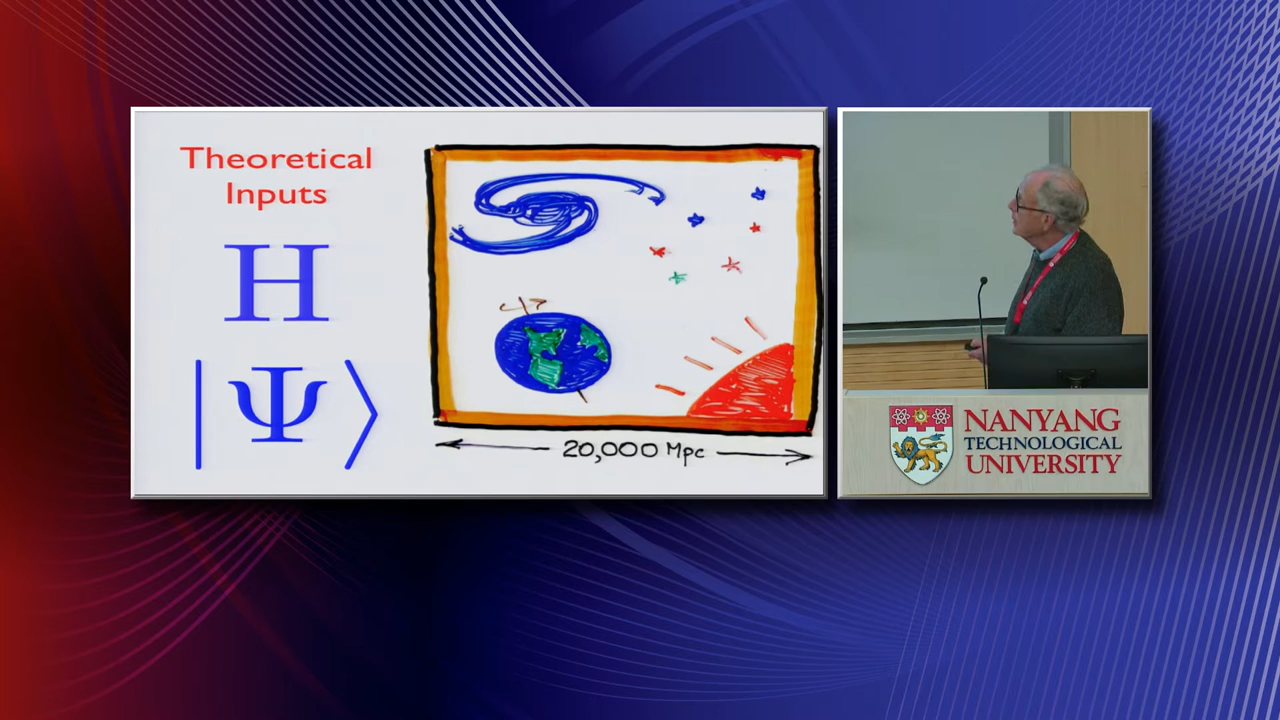 Theoretical
Inputs
H
|Ψ⟩
20,000 Mpc
NANYANG
TECHNOLOGICAL
UNIVERSITY